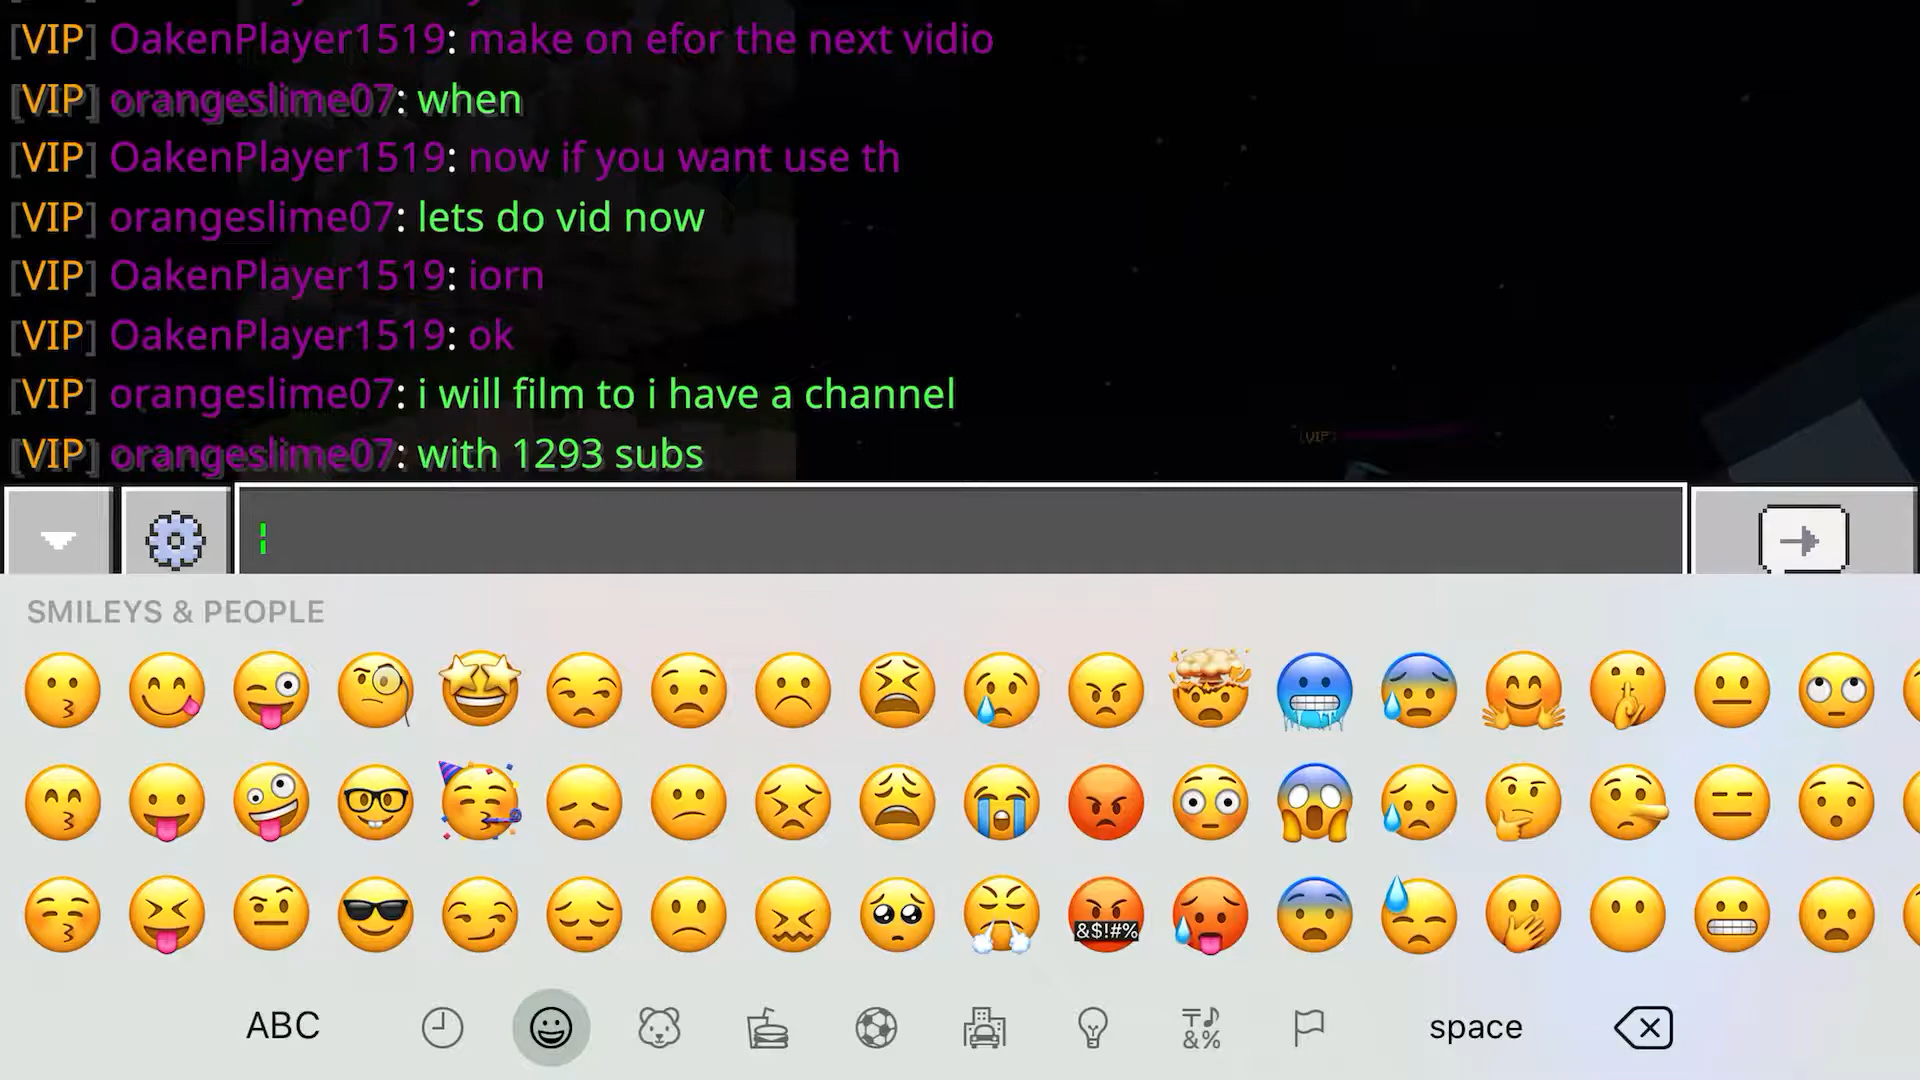 [VIP] OakenPlayer1519: make on efor the next vidio
[VIP] orangeslime07: when
[VIP] OakenPlayer1519: now if you want use th
[VIP] orangeslime07: lets do vid now
[VIP] OakenPlayer1519: iorn
[VIP] OakenPlayer1519: ok
[VIP] orangeslime07: i will film to i have a channel
[VIP] orangeslime07: with 1293 subs
[VIP]
SMILEYS & PEOPLE
&$!#%
ABC
space